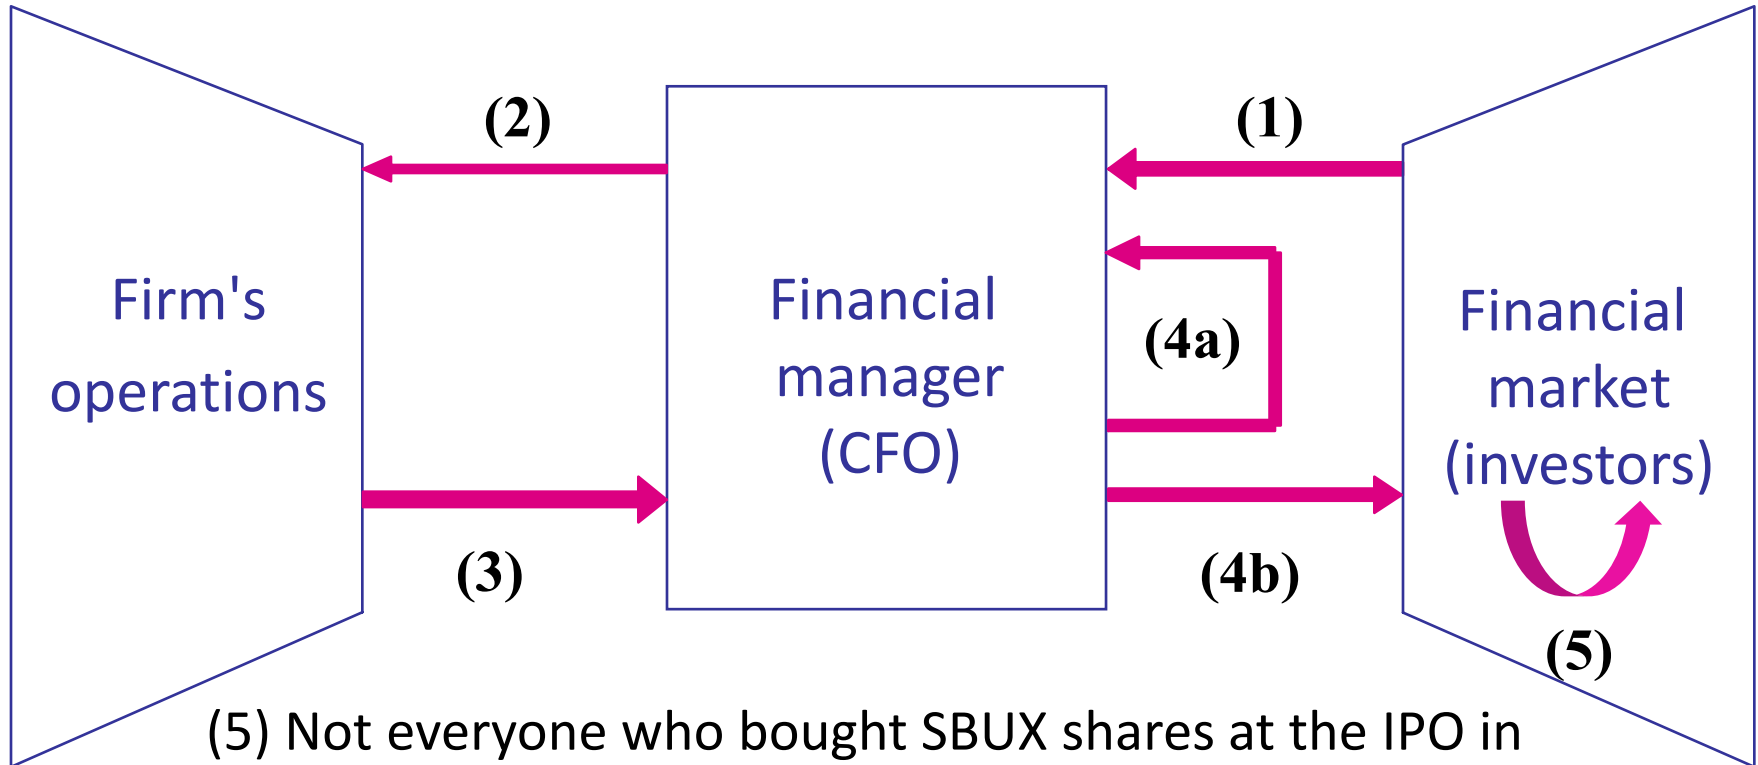 (2)
(1)
Firm's
operations
Financial
manager
(CFO)
(4a)
Financial
market
(investors)
(3)
(4b)
(5)
(5) Not everyone who bought SBUX shares at the IPO in